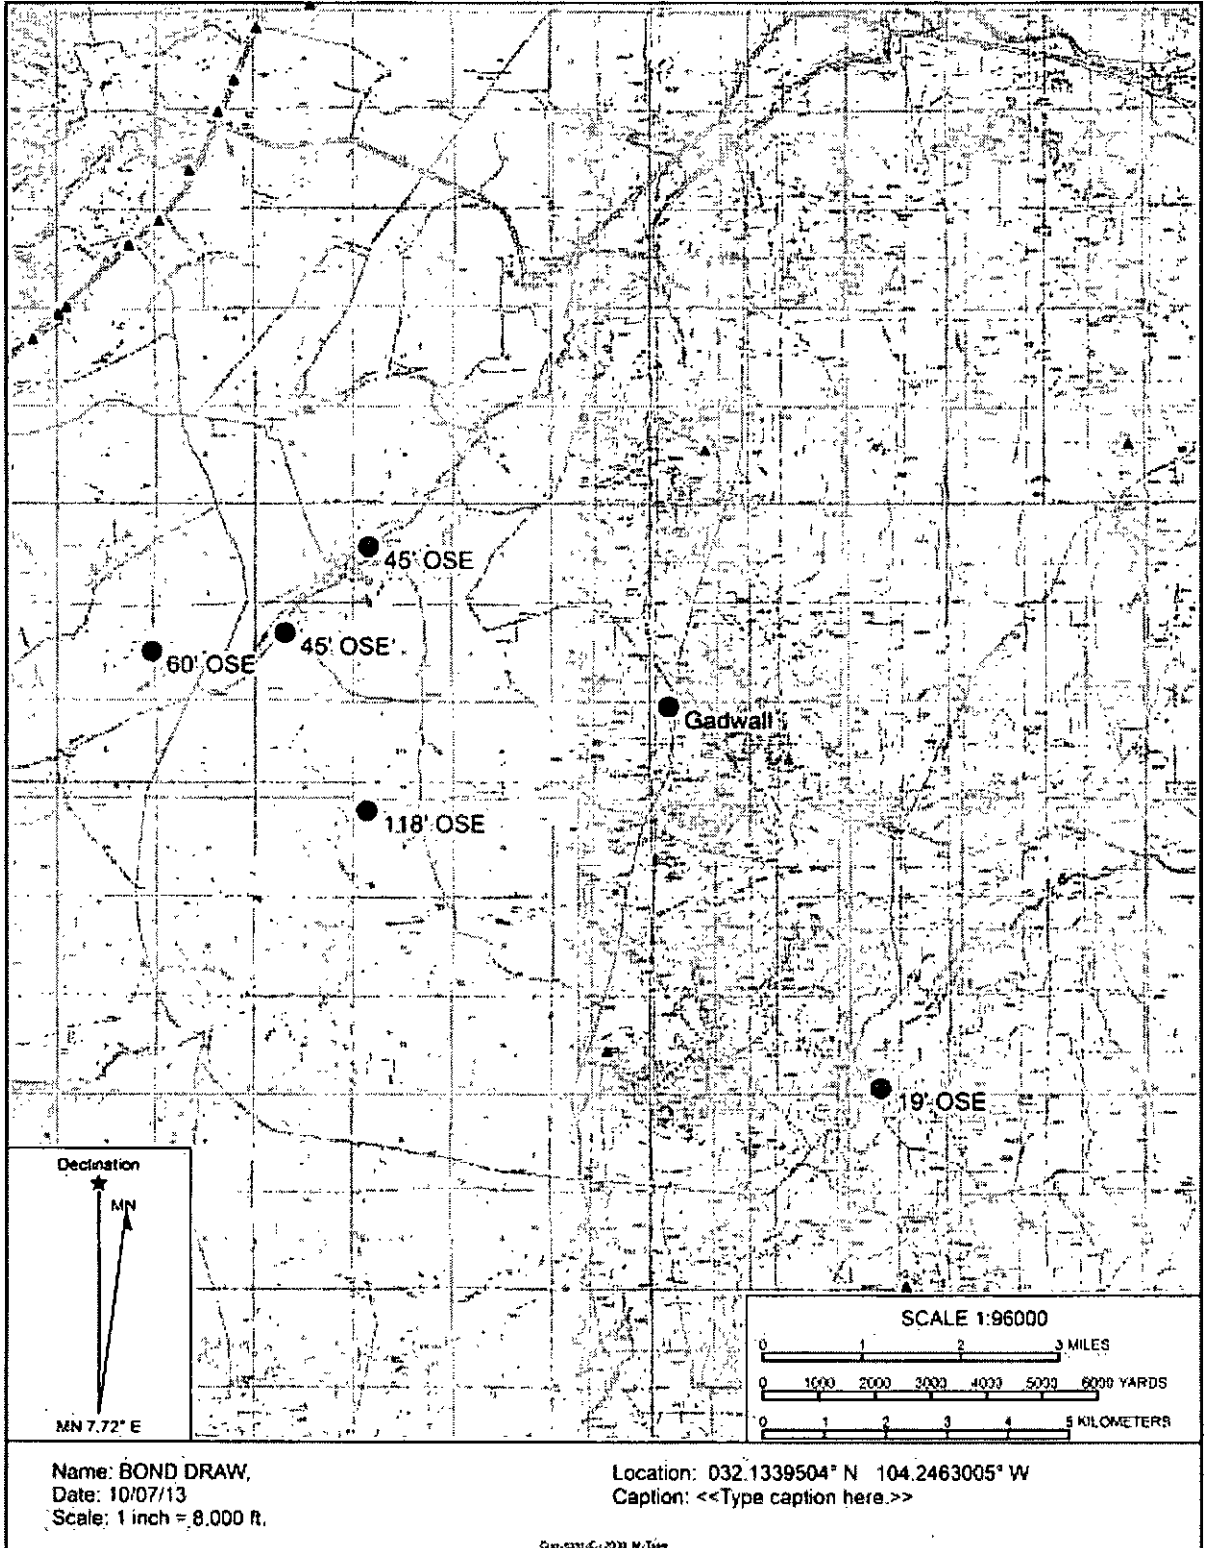 45' OSE
45' OSE'
60' OSE
Gadwall
118' OSE
19' OSE
Declination
MN
MN 7.72° E
SCALE 1:96000
0 1 2 3 MILES
0 1000 2000 3000 4000 5000 6000 YARDS
0 1 2 3 4 5 KILOMETERS
Name: BOND DRAW,
Date: 10/07/13
Scale: 1 inch = 8,000 ft.
Location: 032.1339504° N 104.2463005° W
Caption: <<Type caption here.>>